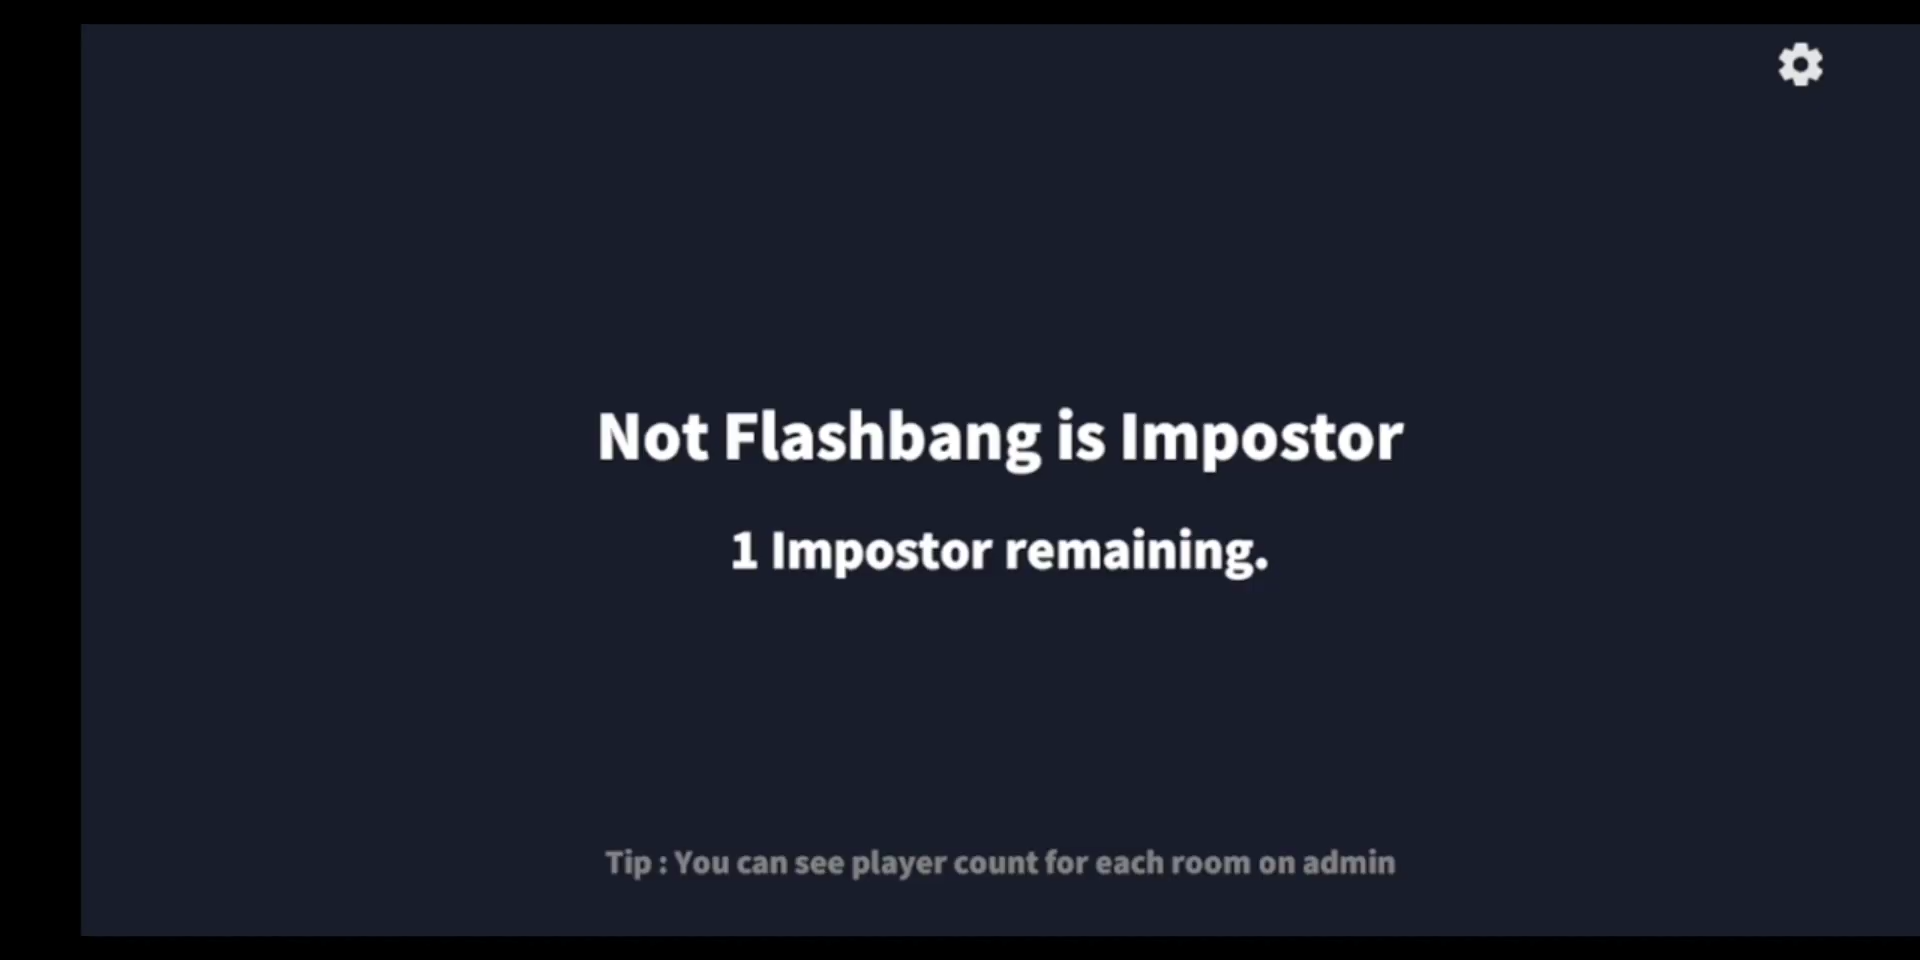 Not Flashbang is Impostor
1 Impostor remaining.
Tip : You can see player count for each room on admin